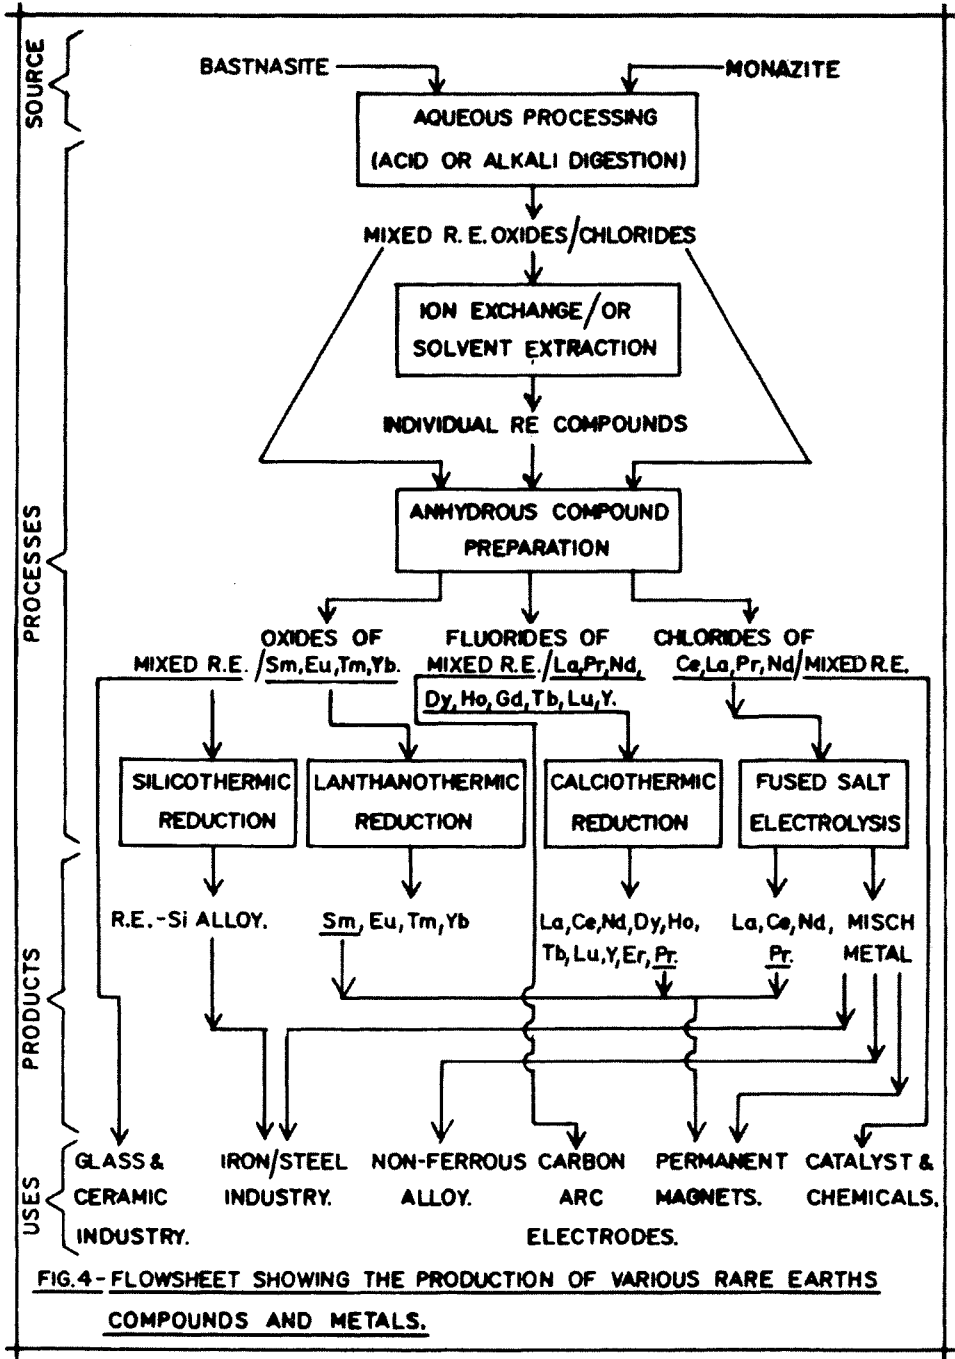 SOURCE
BASTNASITE
MONAZITE
AQUEOUS PROCESSING
(ACID OR ALKALI DIGESTION)
MIXED R.E. OXIDES/CHLORIDES
ION EXCHANGE/OR
SOLVENT EXTRACTION
INDIVIDUAL RE COMPOUNDS
ANHYDROUS COMPOUND
PREPARATION
PROCESSES
OXIDES OF
MIXED R.E. / Sm, Eu, Tm, Yb.
FLUORIDES OF
MIXED R.E. / La, Pr, Nd,
Dy, Ho, Gd, Tb, Lu, Y.
CHLORIDES OF
Ce, La, Pr, Nd / MIXED R.E.
SILICOTHERMIC
REDUCTION
LANTHANOTHERMIC
REDUCTION
CALCIOTHERMIC
REDUCTION
FUSED SALT
ELECTROLYSIS
PRODUCTS
R.E.-Si ALLOY.
Sm, Eu, Tm, Yb
La, Ce, Nd, Dy, Ho,
Tb, Lu, Y, Er, Pr.
La, Ce, Nd,
Pr.
MISCH
METAL
USES
GLASS &
CERAMIC
INDUSTRY.
IRON/STEEL
INDUSTRY.
NON-FERROUS
ALLOY.
CARBON
ARC
ELECTRODES.
PERMANENT
MAGNETS.
CATALYST &
CHEMICALS.
FIG.4- FLOWSHEET SHOWING THE PRODUCTION OF VARIOUS RARE EARTHS
COMPOUNDS AND METALS.